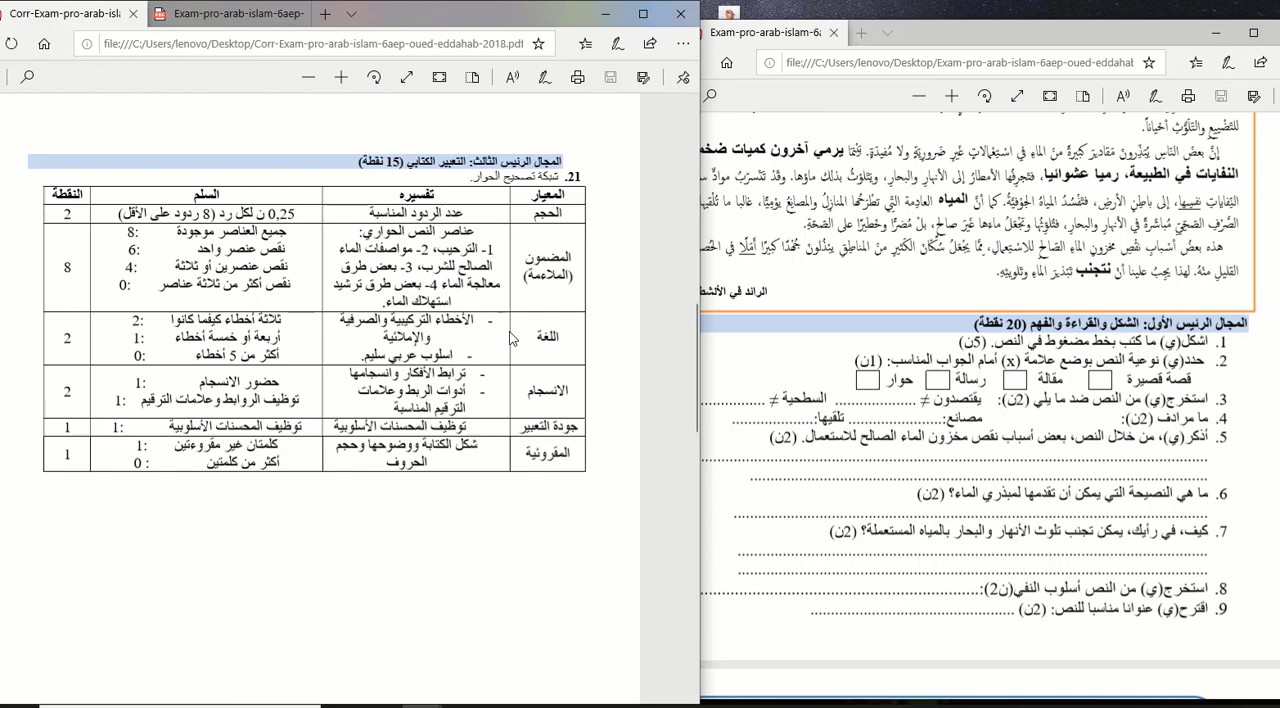 Corr-Exam-pro-arab-islam-6aep-
Exam-pro-arab-islam-6aep-
file:///C:/Users/lenovo/Desktop/Corr-Exam-pro-arab-islam-6aep-oued-eddahab-2018.pdf
المجال الرئيس الثالث: التعبير الكتابي (15 نقطة)
21. شبكة تصحيح الحوار.
المعيار تفسيره السلم النقطة
الحجم عدد الردود المناسبة 0,25 ن لكل رد (8 ردود على الأقل) 2
المضمون (الملاءمة) عناصر النص الحواري: جميع العناصر موجودة: 8
1- الترحيب، 2- مواصفات الماء نقص عنصر واحد: 6
الصالح للشرب، 3- بعض طرق نقص عنصرين أو ثلاثة: 4
معالجة الماء 4- بعض طرق ترشيد نقص أكثر من ثلاثة عناصر: 0
استهلاك الماء. 8
اللغة - الأخطاء التركيبية والصرفية ثلاثة أخطاء كيفما كانوا: 2
والإملائية أربعة أو خمسة أخطاء: 1
- اسلوب عربي سليم. أكثر من 5 أخطاء: 0
2
الانسجام - ترابط الأفكار وانسجامها حضور الانسجام: 1
- أدوات الربط وعلامات توظيف الروابط وعلامات الترقيم: 1
الترقيم المناسبة 2
جودة التعبير توظيف المحسنات الأسلوبية توظيف المحسنات الأسلوبية: 1 1
المقروئية شكل الكتابة ووضوحها وحجم كلمتان غير مقروءتين: 1
الحروف أكثر من كلمتين: 0 1
Exam-pro-arab-islam-6a
file:///C:/Users/lenovo/Desktop/Exam-pro-arab-islam-6aep-oued-eddahab
للتضييع والتلوث أحيانا.
إن بعض الناس يبذرون مقادير كبيرة من الماء في استعمالات غير ضرورية ولا مفيدة. فبينما يرمي آخرون كميات ضخمة
النفايات في الطبيعة، رميا عشوائيا، فتجرفها الأمطار إلى الأنهار والبحار، ويتلوث بذلك ماؤها. وقد تتسرب مواد
النفايات نفسها، إلى باطن الأرض، فتفسد المياه الجوفية. كما أن المياه العادمة التي تطرحها المنازل والمصانع يوميا، غالبا ما تلقيها
الصرف الصحي مباشرة في الأنهار والبحار، فتلوثها وتجعل ماءها غير صالح، بل مضرا وخطيرا على الصحة.
هذه بعض أسباب نقص مخزون الماء الصالح للاستعمال، مما يجعل سكان الكثير من المناطق يبذلون جهدا كبيرا أملا في
القليل منه. لهذا يجب علينا أن نتجنب تبذير الماء وتلويثه.
الرائد في الأنش
المجال الرئيس الأول: الشكل والقراءة والفهم (20 نقطة)
1. اشكل(ي) ما كتب بخط مضغوط في النص. (5ن)
2. حدد(ي) نوعية النص بوضع علامة (x) أمام الجواب المناسب: (1ن)
قصة قصيرة مقالة رسالة حوار
3. استخرج(ي) من النص ضد ما يلي (2ن): يقتصدون ≠ .................. السطحية ≠
4. ما مرادف (2ن): مصانع:.................... تلقيها:....................
5. أذكر(ي)، من خلال النص، بعض أسباب نقص مخزون الماء الصالح للاستعمال. (2ن)
6. ما هي النصيحة التي يمكن أن تقدمها لمبذري الماء؟ (2ن)
7. كيف، في رأيك، يمكن تجنب تلوث الأنهار والبحار بالمياه المستعملة؟ (2ن)
8. استخرج(ي) من النص أسلوب النفي(2ن):
9. اقترح(ي) عنوانا مناسبا للنص: (2ن)